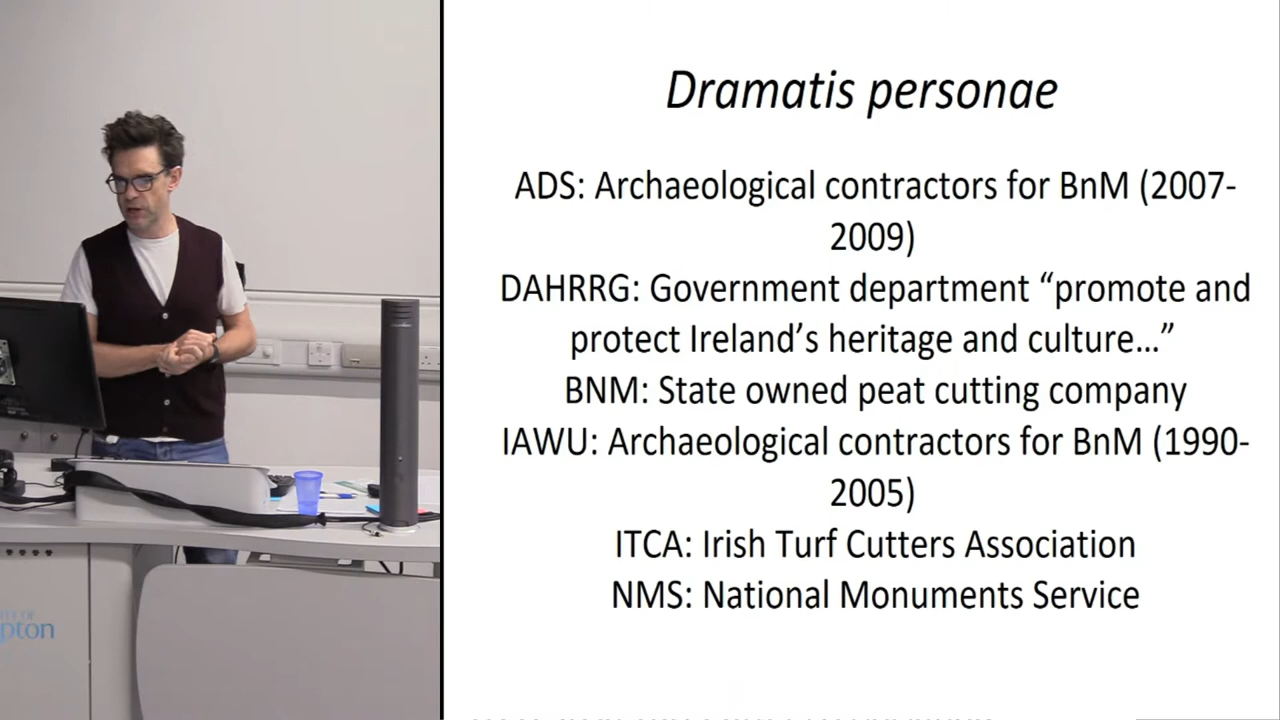 Dramatis personae
ADS: Archaeological contractors for BnM (2007-
2009)
DAHRRG: Government department “promote and
protect Ireland’s heritage and culture…”
BNM: State owned peat cutting company
IAWU: Archaeological contractors for BnM (1990-
2005)
ITCA: Irish Turf Cutters Association
NMS: National Monuments Service
pton